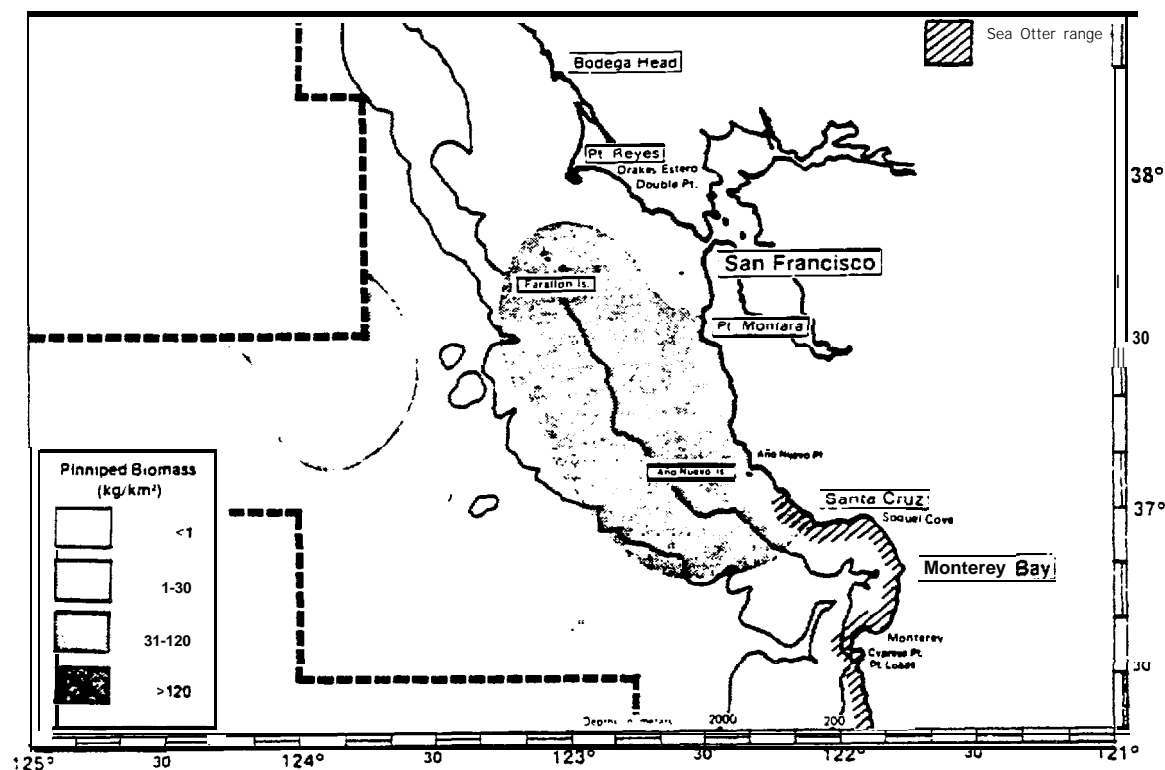 Sea Otter range
Bodega Head
Pt Reyes
Drakes Estero
Double Pt.
38°
San Francisco
Farallon Is.
Pt Montara
30
Año Nuevo Pt
Año Nuevo Is
Pinniped Biomass
(kg/km²)
<1
1-30
31-120
>120
Santa Cruz
Soquel Cove
37°
Monterey Bay
Monterey
Cypress Pt.
Pt Lobos
30
Depths in meters
2000
200
125°
30
124°
30
123°
30
122°
30
121°